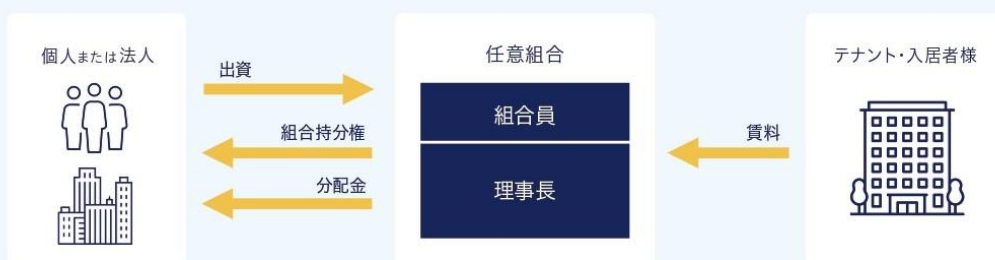 個人または法人
出資
組合持分権
分配金
任意組合
組合員
理事長
賃料
テナント・入居者様